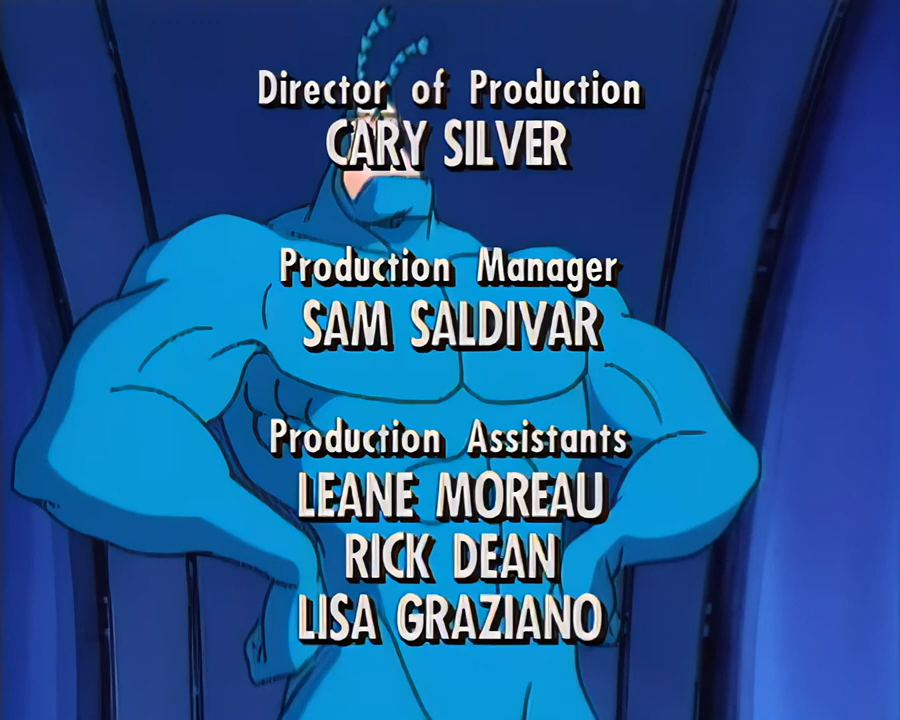 Director of Production
CARY SILVER
Production Manager
SAM SALDIVAR
Production Assistants
LEANE MOREAU
RICK DEAN
LISA GRAZIANO